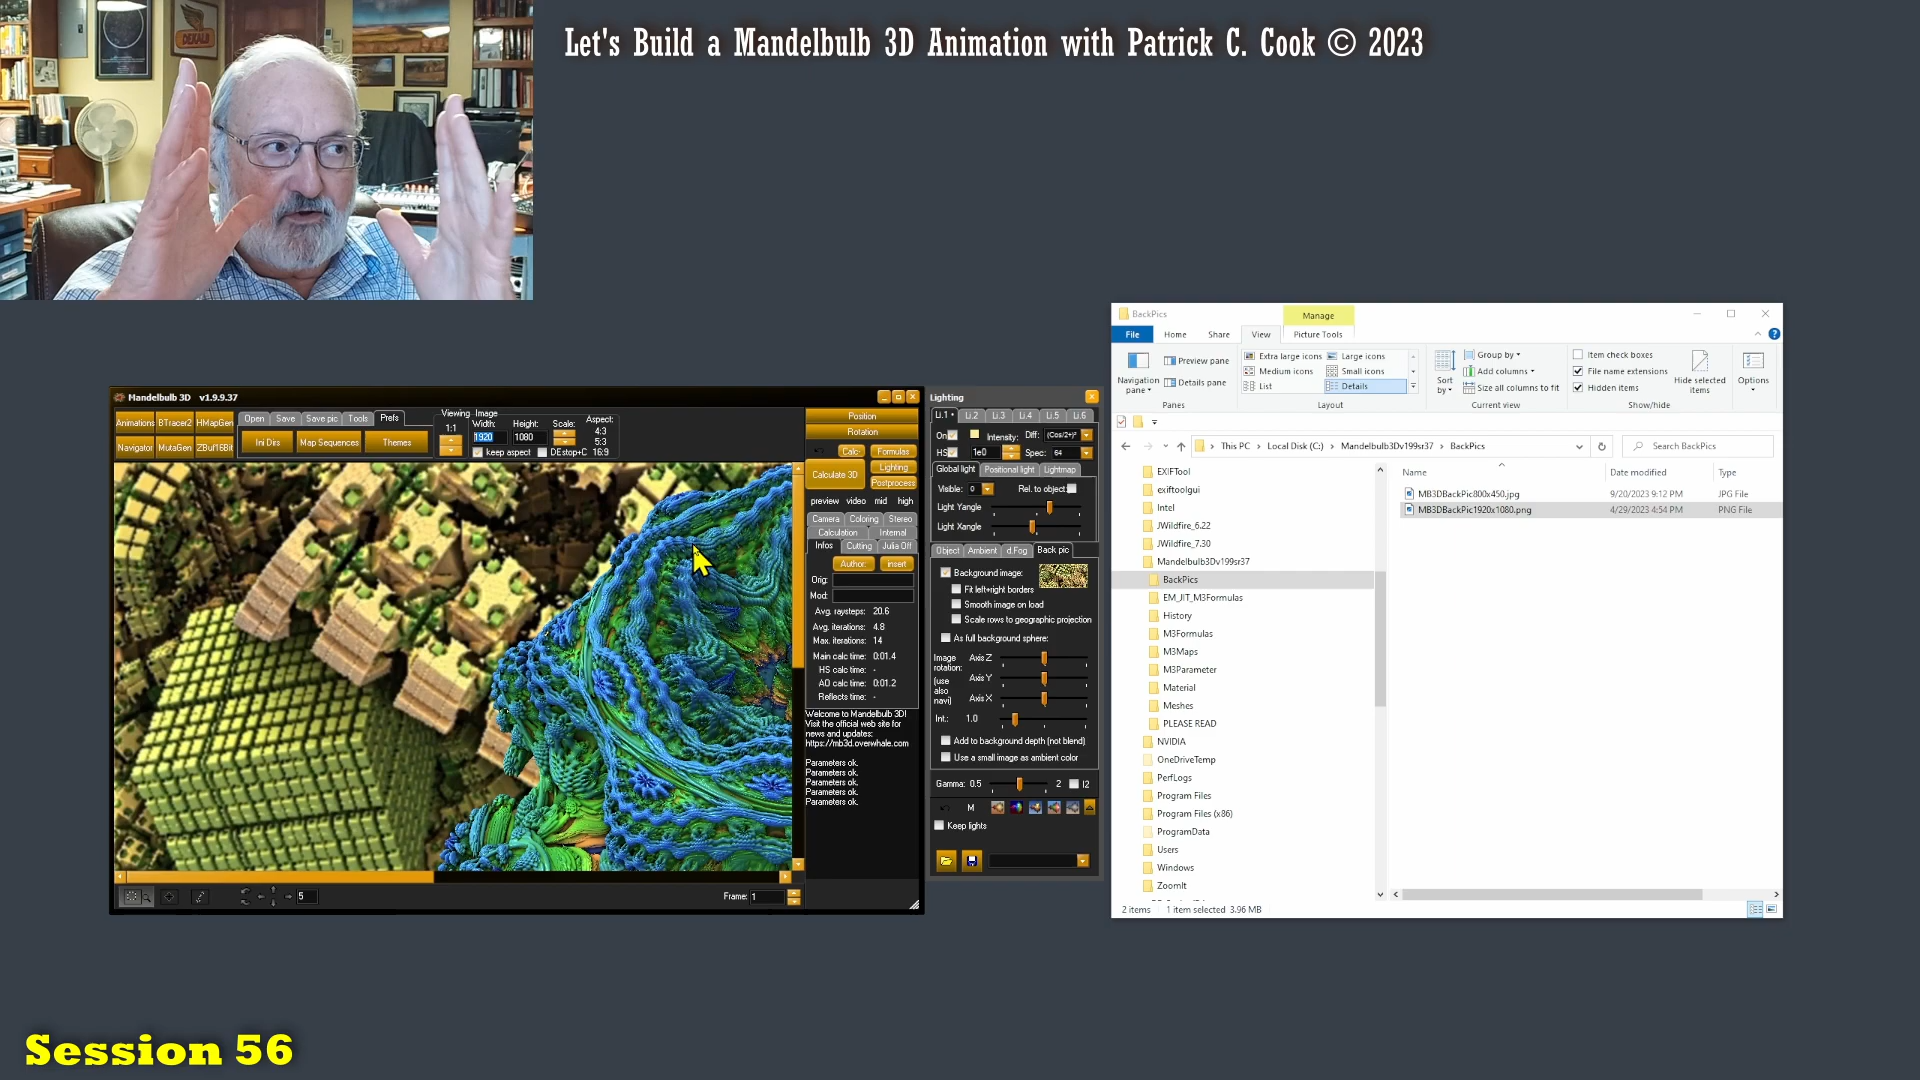 Let's Build a Mandelbulb 3D Animation with Patrick C. Cook © 2023
DEKALB
Mandelbulb 3D v1.9.9.37
Animations BTracer2 HMapGen
Navigator MutaGen ZBuf16Bit
Open Save Save pic Tools Prefs
Ini Dirs Map Sequences Themes
Viewing Image
1:1 Width: Height: Scale: Aspect:
1920 1080
4:3
5:3
16:9
keep aspect DEstop+C
Position
Rotation
Calc. Formulas
Calculate 3D Lighting
Postprocess
preview video mid high
Camera Coloring Stereo
Calculation Internal
Infos Cutting Julia Off
Author: insert
Orig:
Mod:
Avg. raysteps: 20.6
Avg. iterations: 4.8
Max. iterations: 14
Main calc time: 0:01.4
HS calc time: -
AO calc time: 0:01.2
Reflects time: -
Welcome to Mandelbulb 3D!
Visit the official web site for
news and updates:
https://mb3d.overwhale.com
Parameters ok.
Parameters ok.
Parameters ok.
Parameters ok.
Parameters ok.
5
Frame: 1
Lighting
Li.1 Li.2 Li.3 Li.4 Li.5 Li.6
On Intensity: Diff: (Cos/2+)²
HS 1e0 Spec: 64
Global light Positional light Lightmap
Visible: 0 Rel. to object:
Light Yangle
Light Xangle
Object Ambient d.Fog Back pic
Background image:
Fit left+right borders
Smooth image on load
Scale rows to geographic projection
As full background sphere:
Image rotation: (use also navi)
Axis Z
Axis Y
Axis X
Int.: 1.0
Add to background depth (not blend)
Use a small image as ambient color
Gamma: 0.5 2 I2
M
Keep lights
BackPics
Manage
File Home Share View Picture Tools
Navigation pane
Preview pane
Details pane
Panes
Extra large icons Large icons
Medium icons Small icons
List Details
Layout
Sort by
Group by
Add columns
Size all columns to fit
Current view
Item check boxes
File name extensions
Hidden items
Hide selected items
Options
Show/hide
This PC > Local Disk (C:) > Mandelbulb3Dv199sr37 > BackPics
Search BackPics
Name Date modified Type
MB3DBackPic800x450.jpg 9/20/2023 9:12 PM JPG File
MB3DBackPic1920x1080.png 4/29/2023 4:54 PM PNG File
EXIFTool
exiftoolgui
Intel
JWildfire_6.22
JWildfire_7.30
Mandelbulb3Dv199sr37
BackPics
EM_JIT_M3Formulas
History
M3Formulas
M3Maps
M3Parameter
Material
Meshes
PLEASE READ
NVIDIA
OneDriveTemp
PerfLogs
Program Files
Program Files (x86)
ProgramData
Users
Windows
ZoomIt
2 items 1 item selected 3.96 MB
Session 56